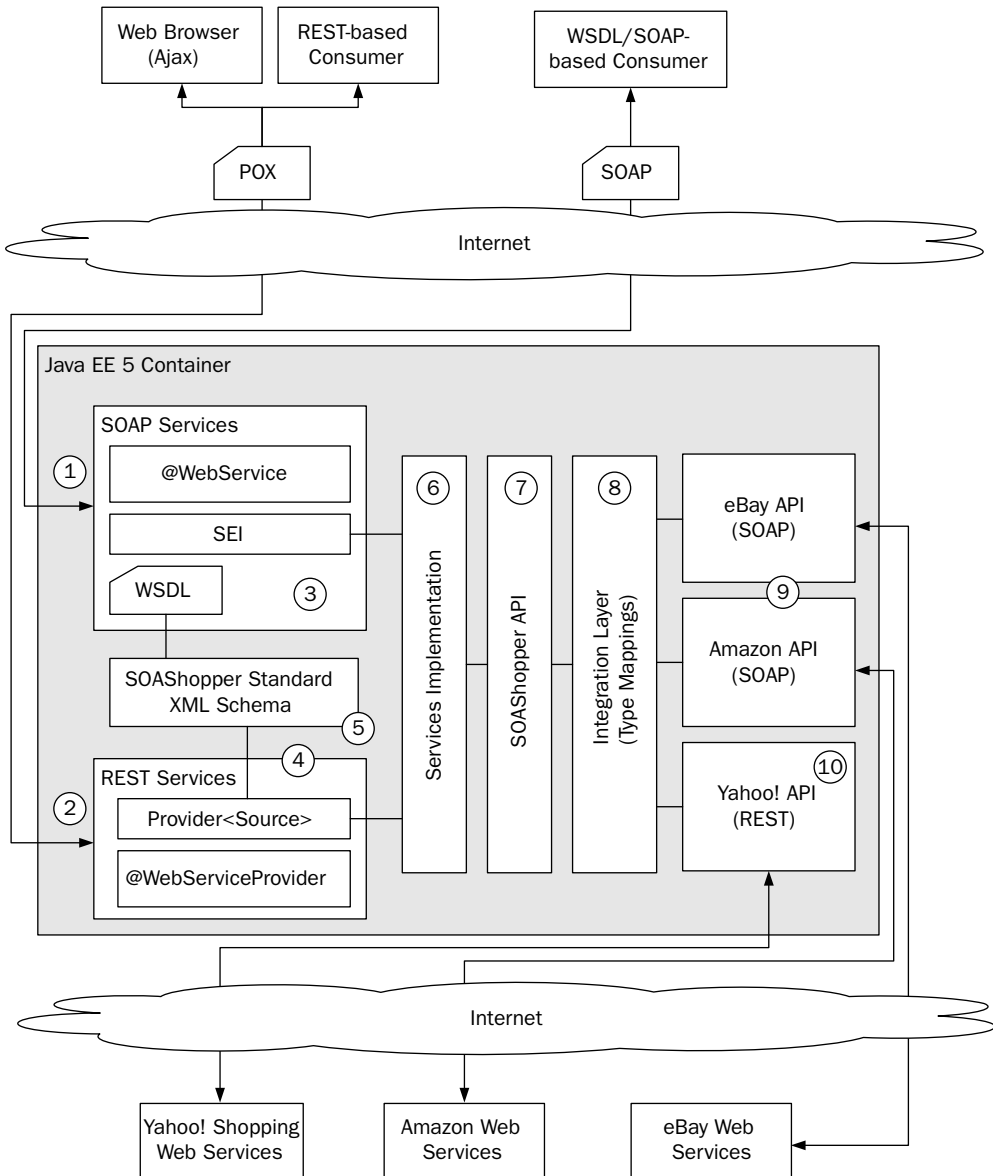 Web Browser
(Ajax)
REST-based
Consumer
WSDL/SOAP-
based Consumer
POX
SOAP
Internet
Java EE 5 Container
SOAP Services
1
@WebService
SEI
WSDL
3
SOAShopper Standard
XML Schema
5
4
REST Services
2
Provider<Source>
@WebServiceProvider
6
Services Implementation
7
SOAShopper API
8
Integration Layer
(Type Mappings)
eBay API
(SOAP)
9
Amazon API
(SOAP)
10
Yahoo! API
(REST)
Internet
Yahoo! Shopping
Web Services
Amazon Web
Services
eBay Web
Services